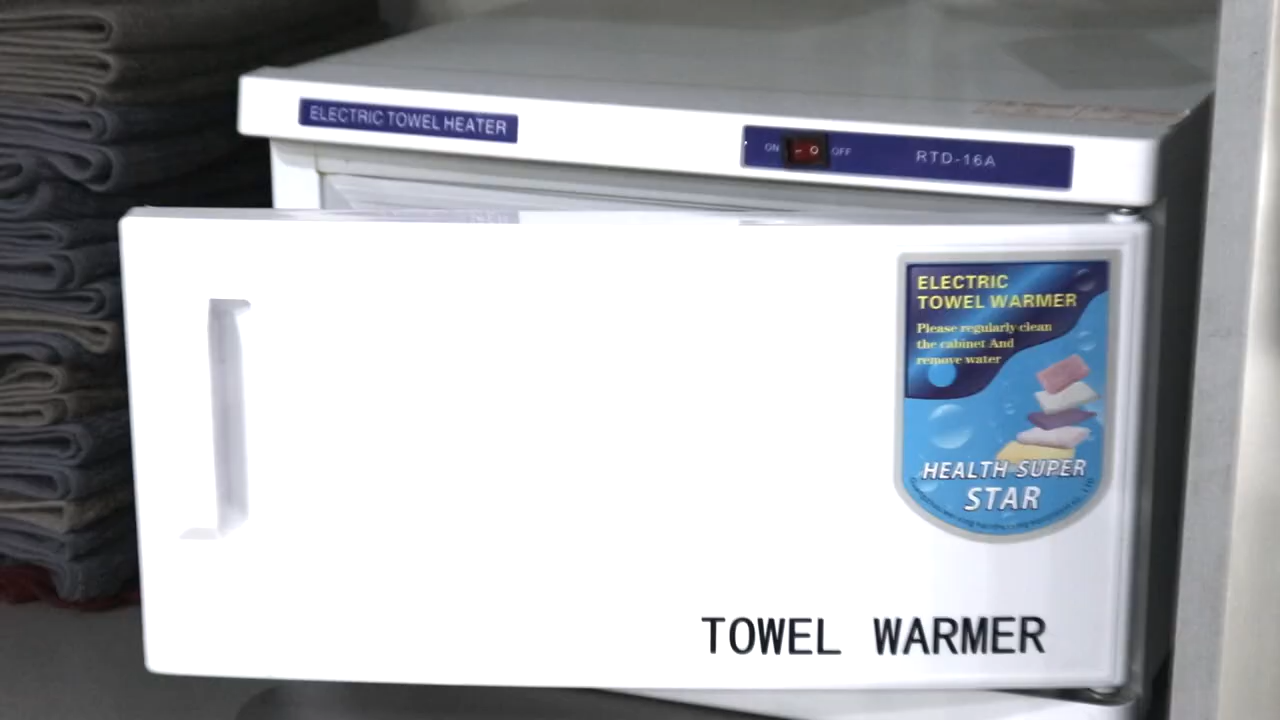 ELECTRIC TOWEL HEATER
ON
OFF
RTD-16A
ELECTRIC
TOWEL WARMER
Please regularly clean
the cabinet And
remove water
HEALTH SUPER
STAR
TOWEL WARMER